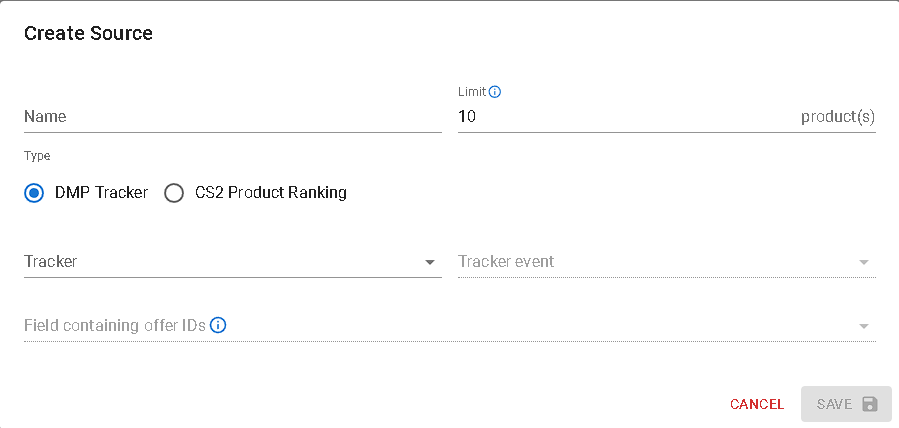 Create Source
Limit
Name
10 product(s)
Type
DMP Tracker CS2 Product Ranking
Tracker Tracker event
Field containing offer IDs
CANCEL SAVE